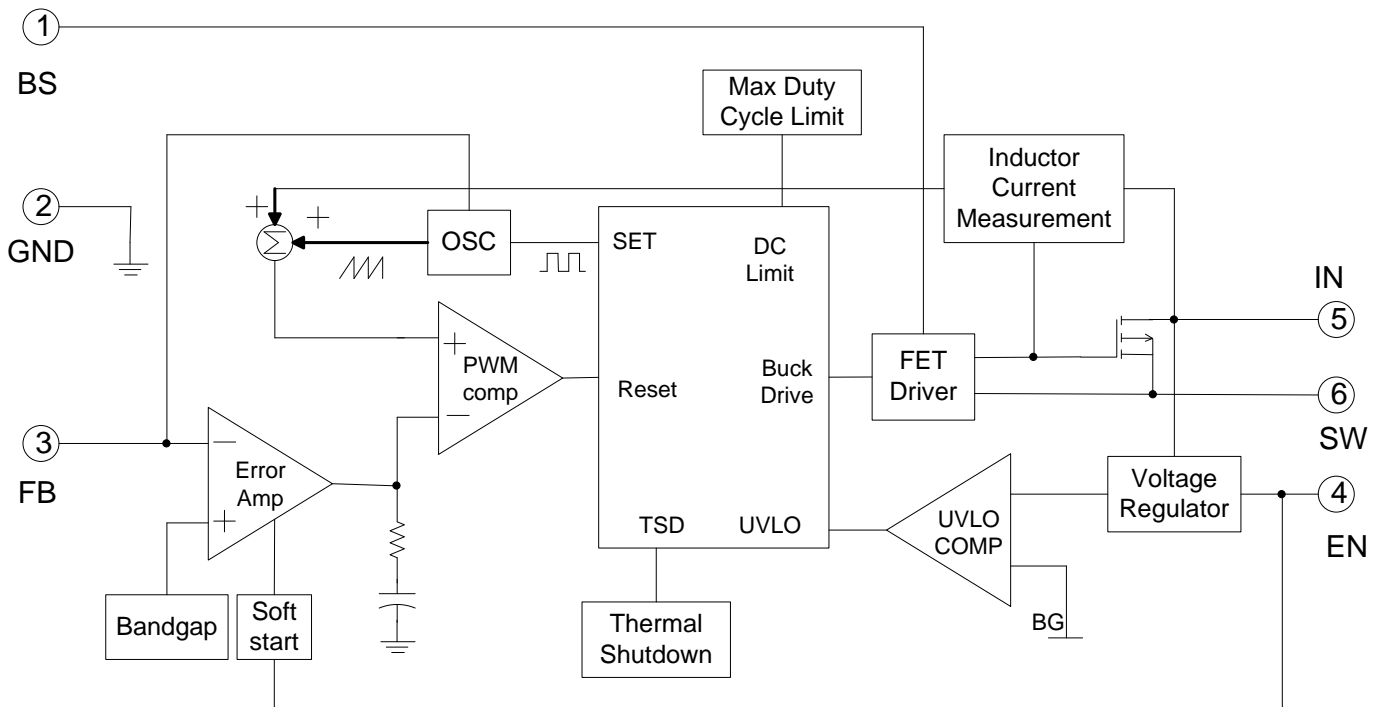 1
BS
Max Duty
Cycle Limit
Inductor
Current
Measurement
2
GND
+
+
Σ
OSC
SET
DC
Limit
IN
5
+
PWM
comp
−
Reset
Buck
Drive
FET
Driver
6
SW
3
FB
−
Error
Amp
+
TSD
UVLO
UVLO
COMP
Voltage
Regulator
4
EN
Bandgap
Soft
start
Thermal
Shutdown
BG